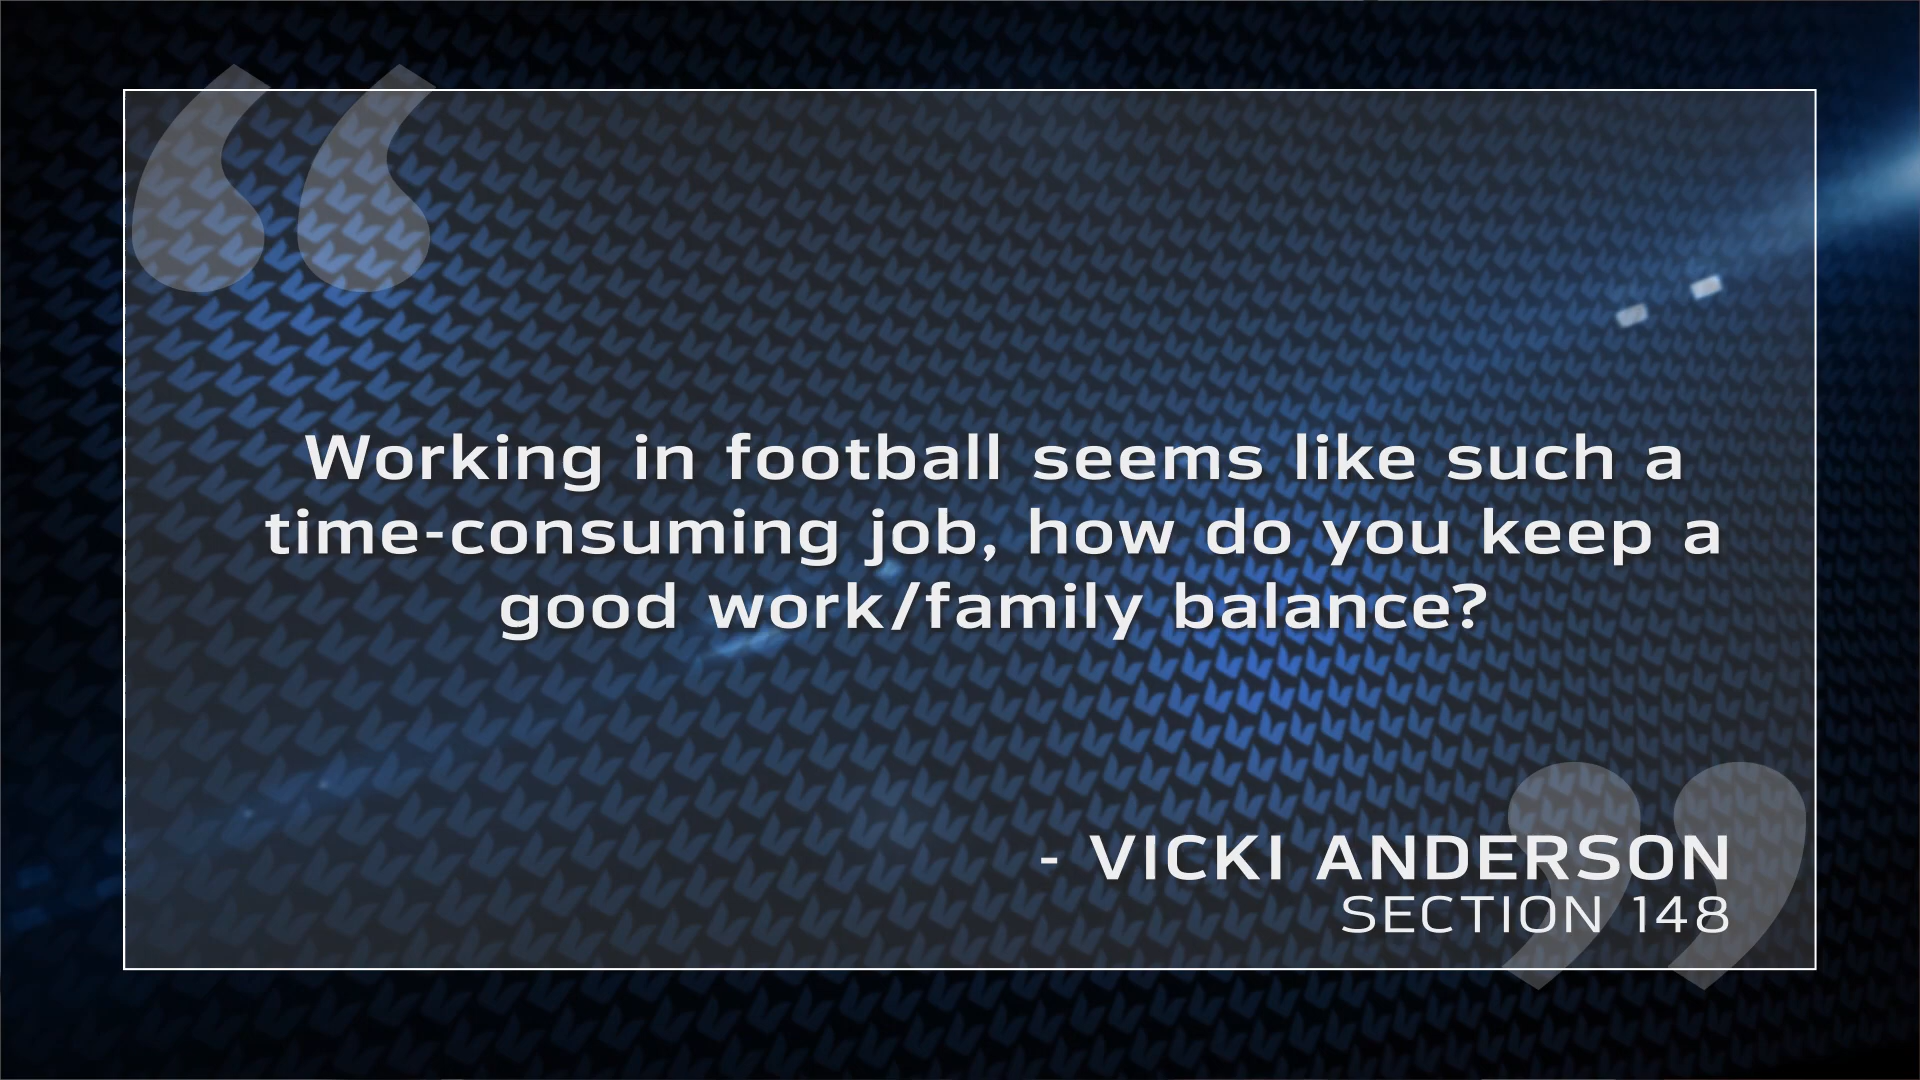 Working in football seems like such a
time-consuming job, how do you keep a
good work/family balance?
- VICKI ANDERSON
SECTION 148